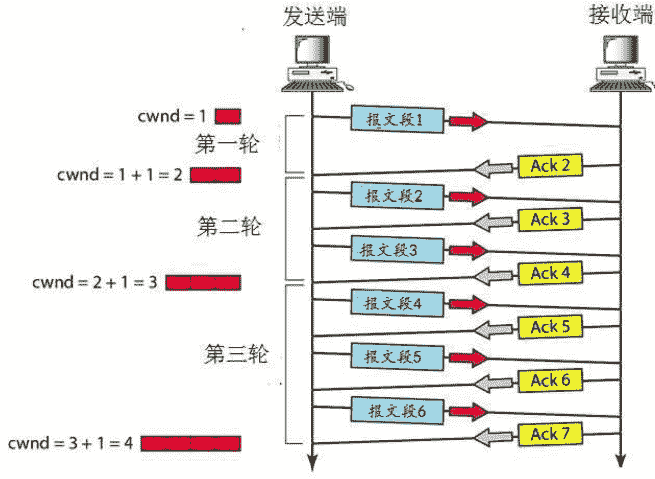 发送端
接收端
cwnd = 1
报文段1
第一轮
Ack 2
cwnd = 1 + 1 = 2
报文段2
第二轮
Ack 3
报文段3
Ack 4
cwnd = 2 + 1 = 3
报文段4
Ack 5
第三轮
报文段5
Ack 6
报文段6
Ack 7
cwnd = 3 + 1 = 4